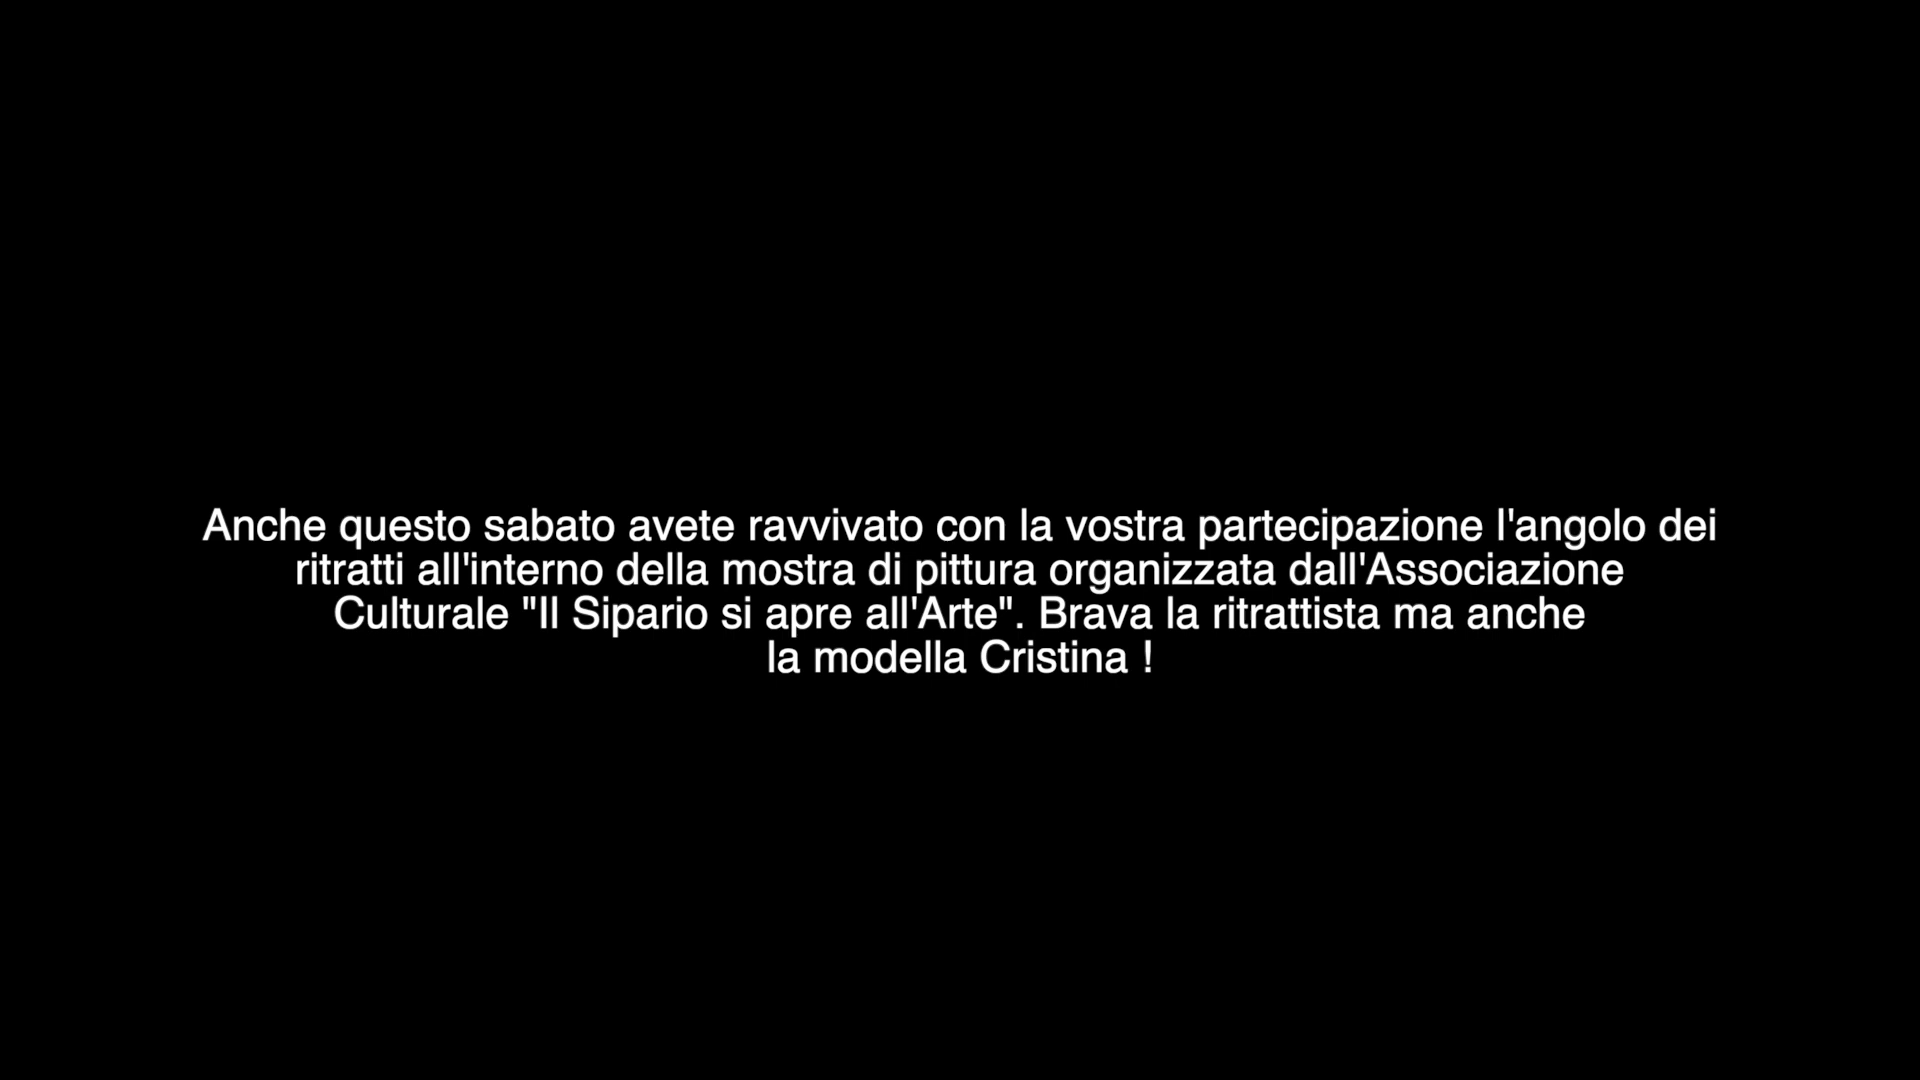 Anche questo sabato avete ravvivato con la vostra partecipazione l'angolo dei
ritratti all'interno della mostra di pittura organizzata dall'Associazione
Culturale "Il Sipario si apre all'Arte". Brava la ritrattista ma anche
la modella Cristina !